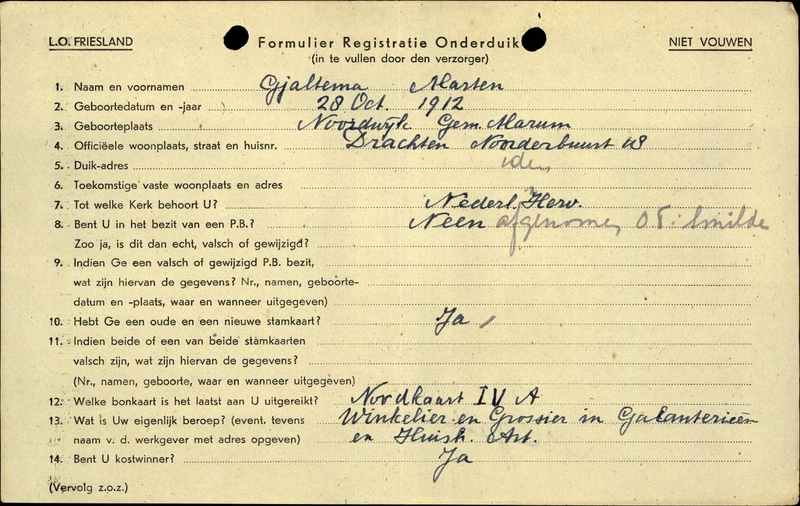 L.O. FRIESLAND
Formulier Registratie Onderduik
NIET VOUWEN
(in te vullen door den verzorger)
1. Naam en voornamen Gjaltema Marten
2. Geboortedatum en -jaar 28 Oct. 1912
3. Geboorteplaats Noordwijk Gem. Marum
4. Officiëele woonplaats, straat en huisnr. Drachten Noorderbuurt
5. Duik-adres idem
6. Toekomstige vaste woonplaats en adres
7. Tot welke Kerk behoort U? Nederl. Herv.
8. Bent U in het bezit van een P.B.? Neen afgenomen
Zoo ja, is dit dan echt, valsch of gewijzigd?
9. Indien Ge een valsch of gewijzigd P.B. bezit,
wat zijn hiervan de gegevens? Nr., namen, geboorte-
datum en -plaats, waar en wanneer uitgegeven)
10. Hebt Ge een oude en een nieuwe stamkaart? Ja
11. Indien beide of een van beide stamkaarten
valsch zijn, wat zijn hiervan de gegevens?
(Nr., namen, geboorte, waar en wanneer uitgegeven)
12. Welke bonkaart is het laatst aan U uitgereikt? Noodkaart IV A
13. Wat is Uw eigenlijk beroep? (event. tevens Winkelier en Grossier in Galanterieën
naam v. d. werkgever met adres opgeven) en Huish. Art.
14. Bent U kostwinner? Ja
(Vervolg z.o.z.)